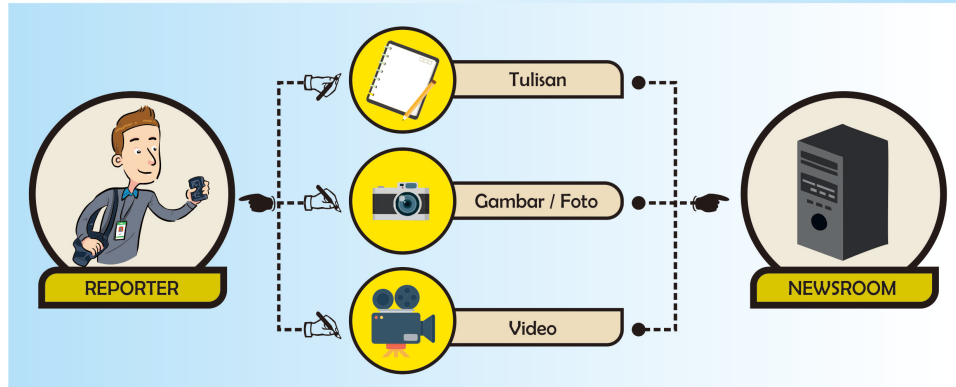 Tulisan
Gambar / Foto
REPORTER
NEWSROOM
Video